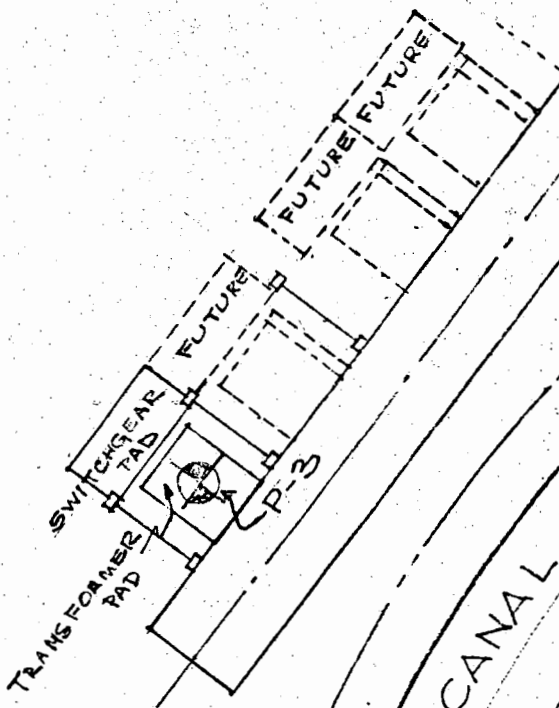 FUTURE
FUTURE
FUTURE
SWITCHGEAR
PAD
P-3
TRANSFORMER
PAD
CANAL